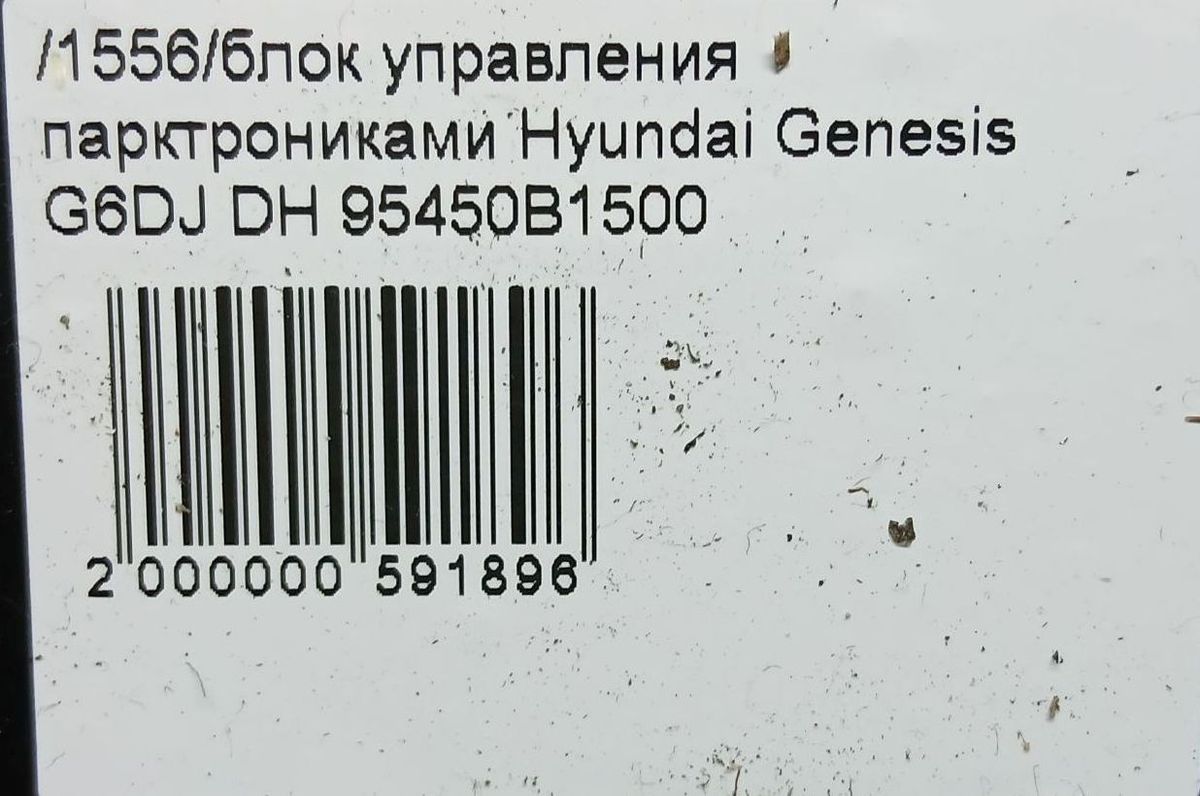 /1556/блок управления
парктрониками Hyundai Genesis
G6DJ DH 95450B1500
2 000000 591896